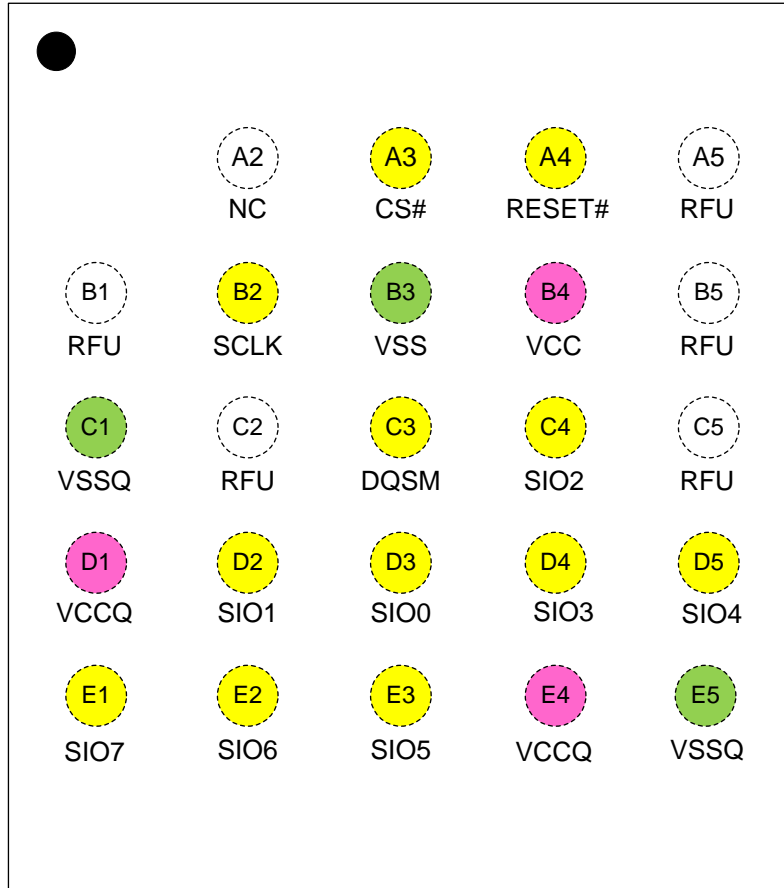 A2 A3 A4 A5
NC CS# RESET# RFU
B1 B2 B3 B4 B5
RFU SCLK VSS VCC RFU
C1 C2 C3 C4 C5
VSSQ RFU DQSM SIO2 RFU
D1 D2 D3 D4 D5
VCCQ SIO1 SIO0 SIO3 SIO4
E1 E2 E3 E4 E5
SIO7 SIO6 SIO5 VCCQ VSSQ